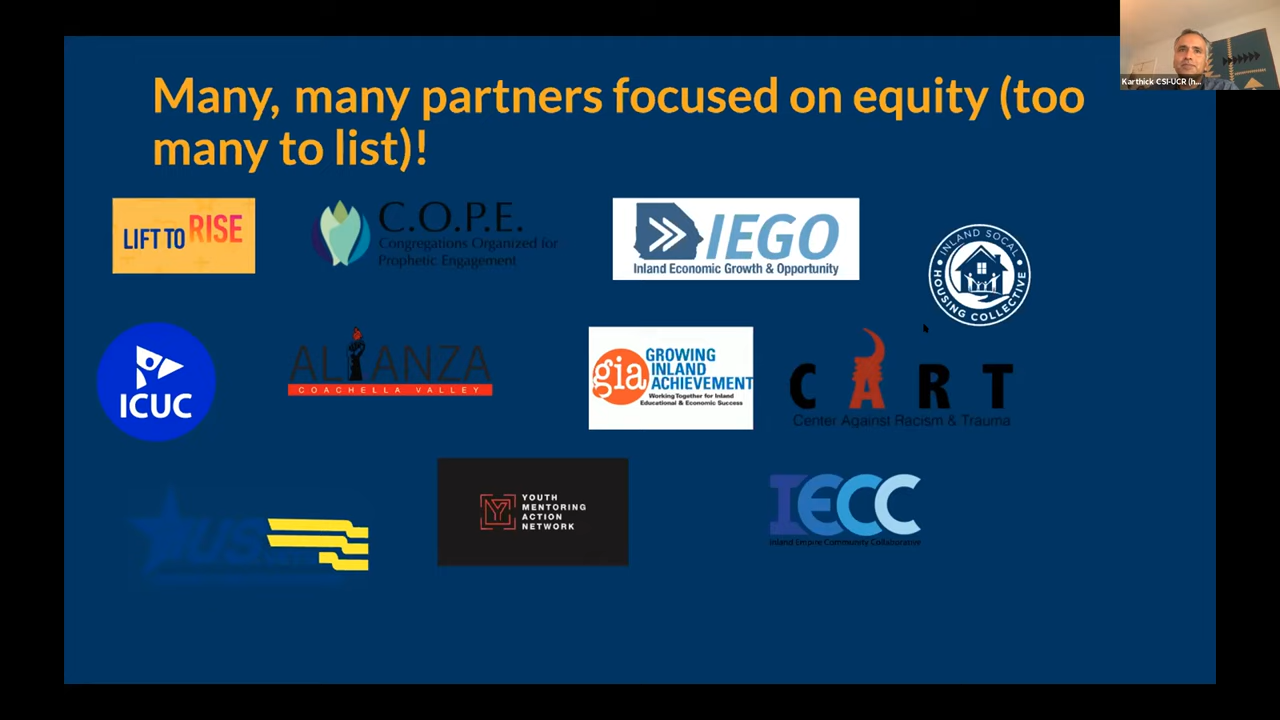 Many, many partners focused on equity (too
many to list)!
Karthick CSI-UCR (h...
LIFT TO RISE
C.O.P.E.
Congregations Organized for
Prophetic Engagement
IEGO
Inland Economic Growth & Opportunity
INLAND SOCAL
HOUSING COLLECTIVE
ICUC
ALIANZA
COACHELLA VALLEY
gia
GROWING
INLAND
ACHIEVEMENT
Working Together for Inland
Educational & Economic Success
CART
Center Against Racism & Trauma
US
YOUTH
MENTORING
ACTION
NETWORK
IECC
Inland Empire Community Collaborative